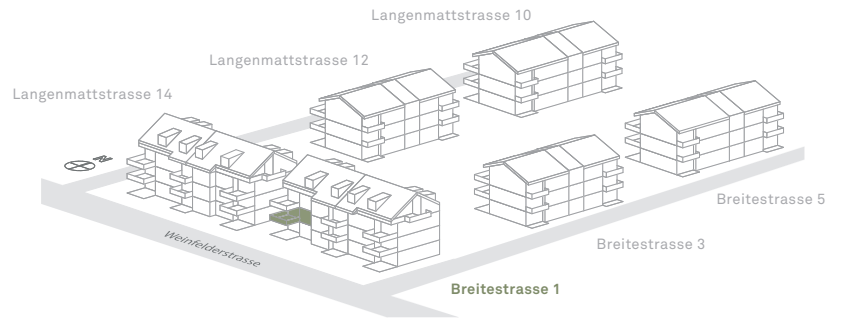 Langenmattstrasse 10
Langenmattstrasse 12
Langenmattstrasse 14
N
Breitestrasse 5
Weinfelderstrasse
Breitestrasse 3
Breitestrasse 1